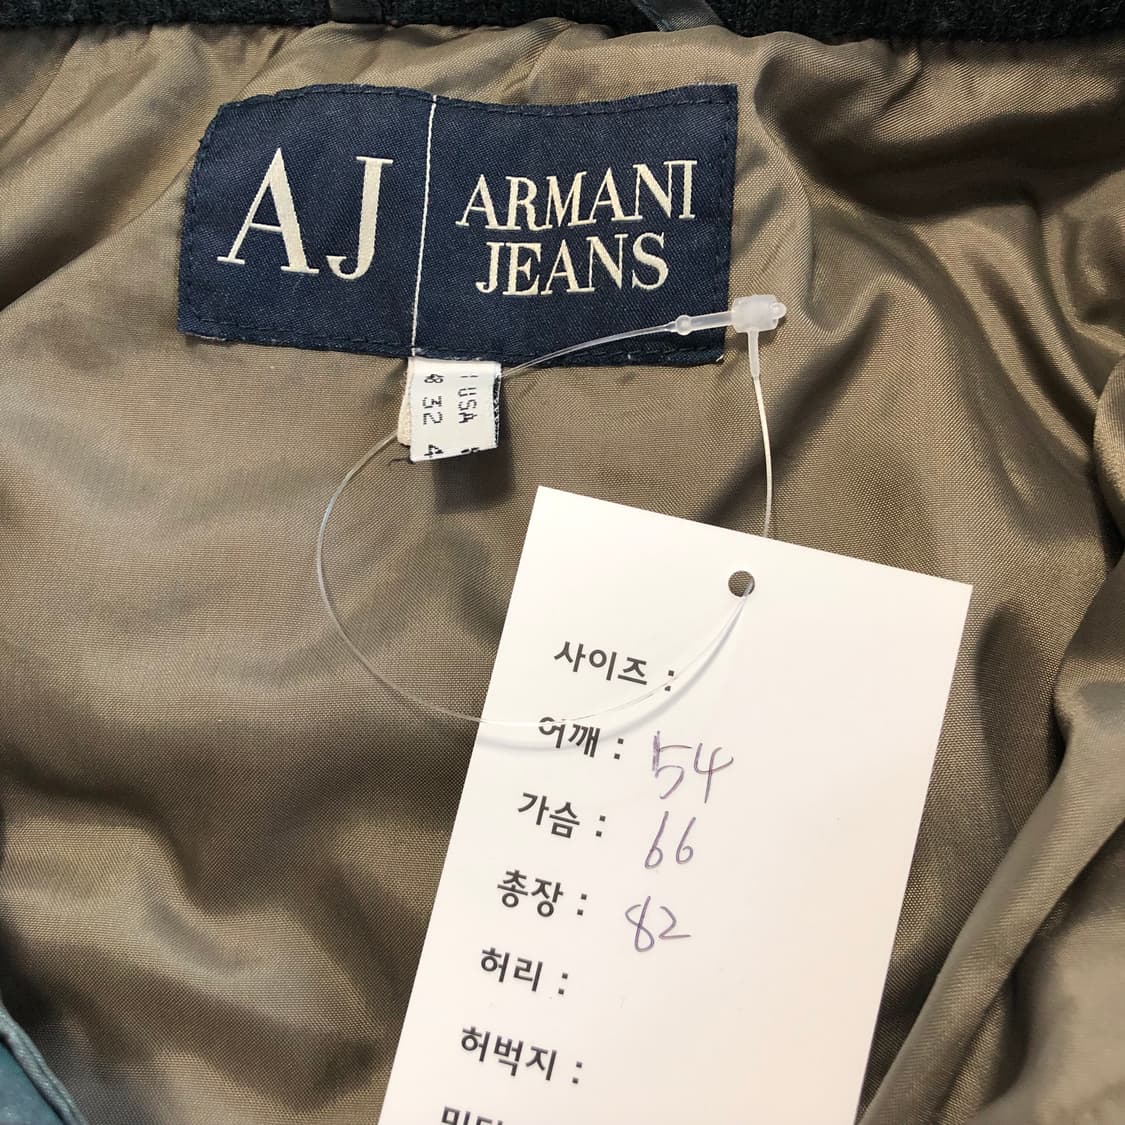 AJ
ARMANI
JEANS
USA
32 4
사이즈 :
어깨 : 54
가슴 : 66
총장 : 82
허리 :
허벅지 :